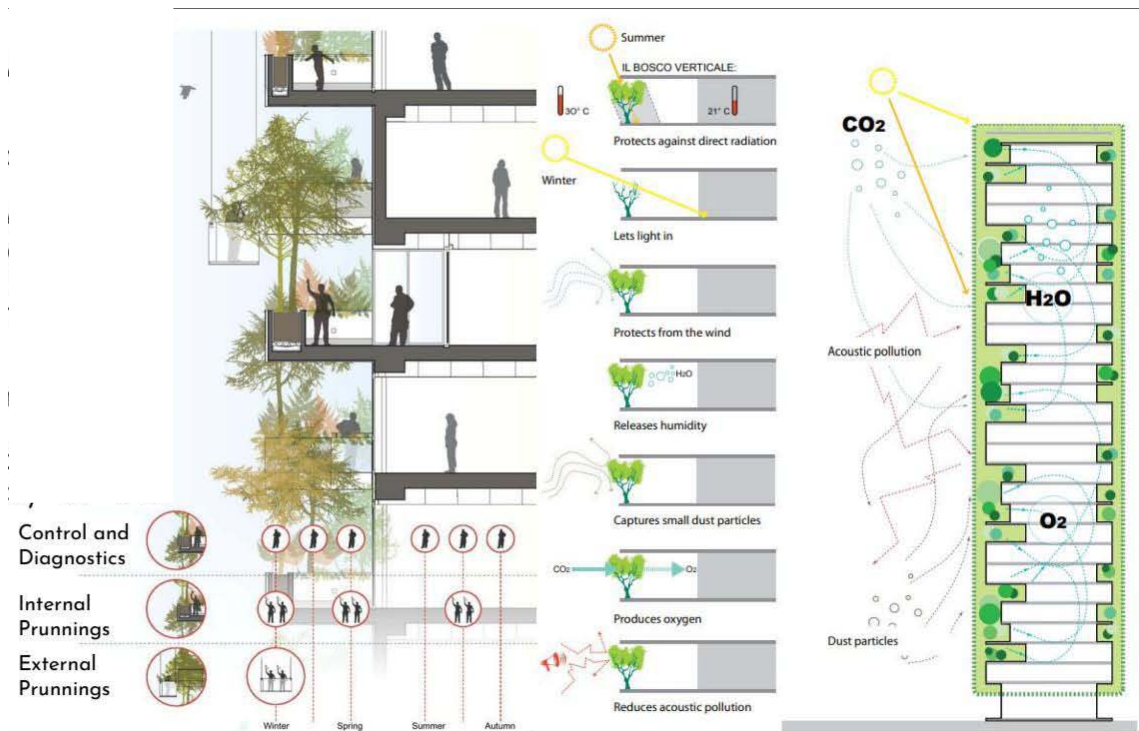 Control and
Diagnostics
Internal
Prunnings
External
Prunnings
Winter
Spring
Summer
Autumn
Summer
IL BOSCO VERTICALE:
30° C
21° C
Protects against direct radiation
Winter
Lets light in
Protects from the wind
H2O
Releases humidity
Captures small dust particles
CO2
O2
Produces oxygen
Reduces acoustic pollution
CO2
H2O
Acoustic pollution
O2
Dust particles